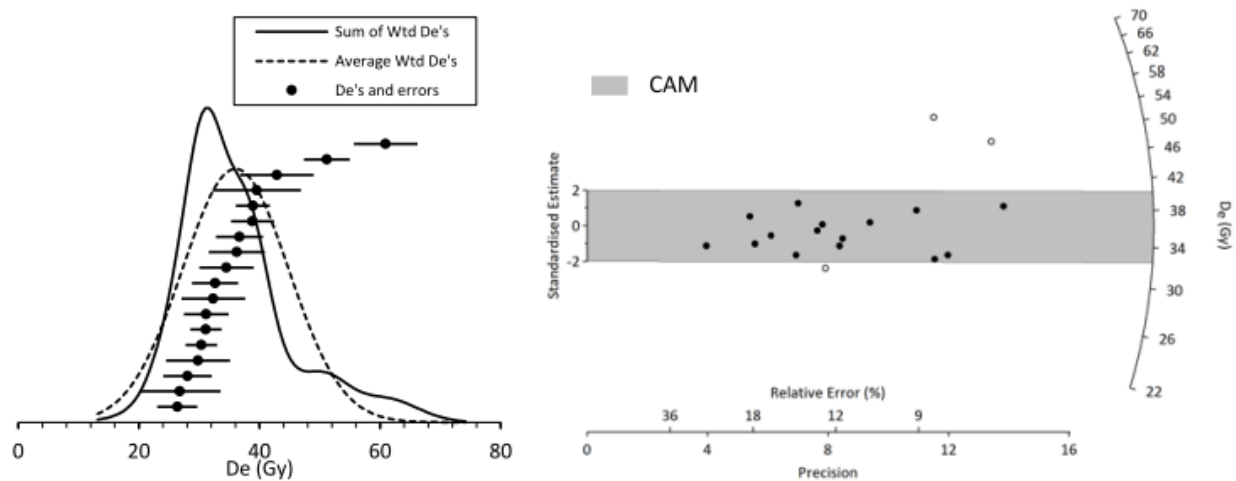 Sum of Wtd De's
Average Wtd De's
De's and errors
0 20 40 60 80
De (Gy)
CAM
Standardised Estimate
2
0
-2
70
66
62
58
54
50
46
42
38
34
30
26
22
De (Gy)
Relative Error (%)
36 18 12 9
0 4 8 12 16
Precision